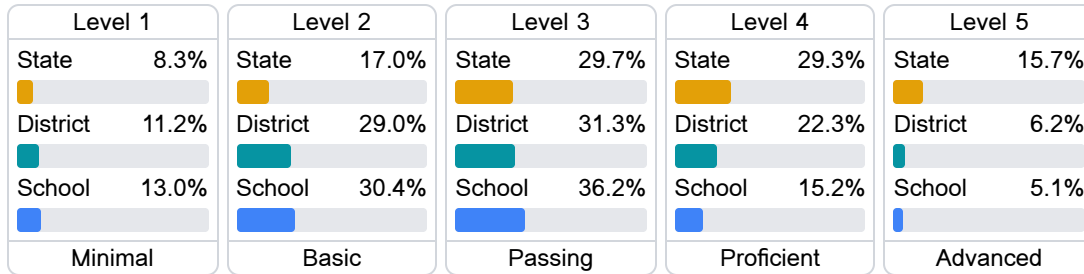 Level 1
State 8.3%
District 11.2%
School 13.0%
Minimal
Level 2
State 17.0%
District 29.0%
School 30.4%
Basic
Level 3
State 29.7%
District 31.3%
School 36.2%
Passing
Level 4
State 29.3%
District 22.3%
School 15.2%
Proficient
Level 5
State 15.7%
District 6.2%
School 5.1%
Advanced